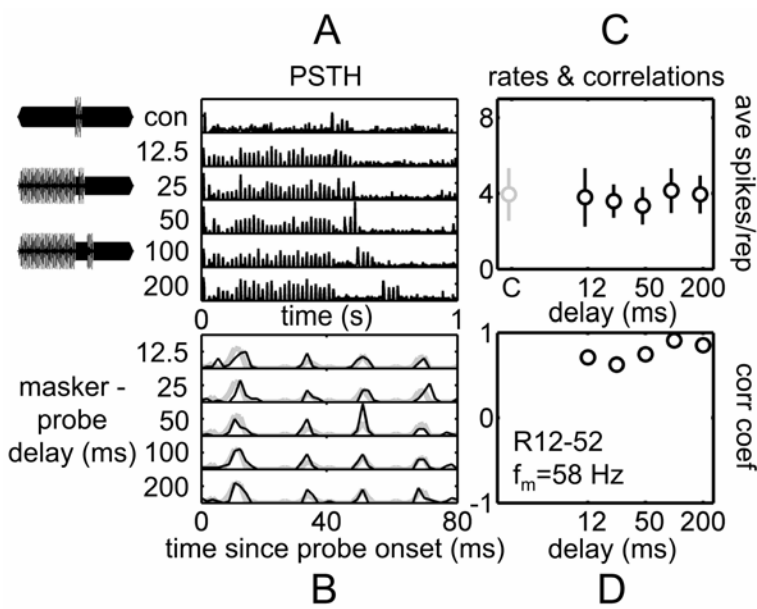 A
C
PSTH
rates & correlations
con
12.5
25
50
100
200
0
time (s)
1
8
4
0
ave spikes/rep
C
12
50
200
delay (ms)
masker -
probe
delay (ms)
12.5
25
50
100
200
0
40
80
time since probe onset (ms)
1
0
-1
corr coef
R12-52
fm=58 Hz
12
50
200
delay (ms)
B
D